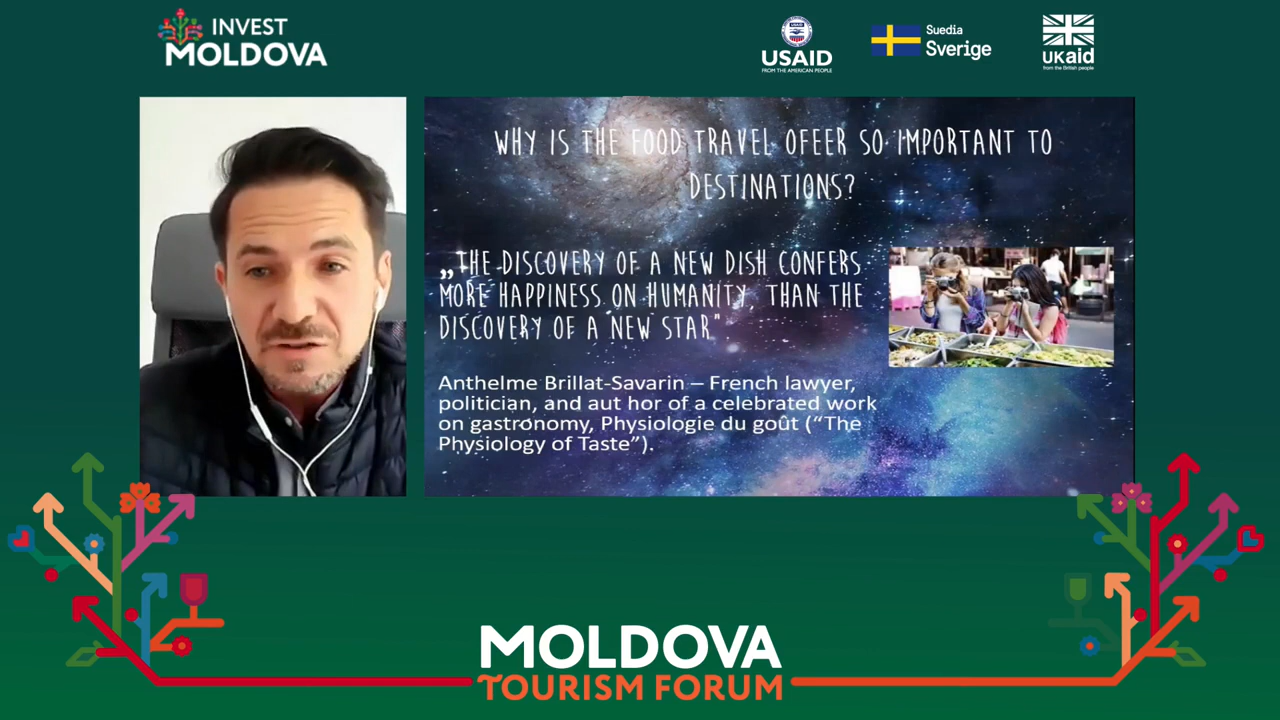 INVEST
MOLDOVA
USAID
FROM THE AMERICAN PEOPLE
Suedia
Sverige
UKaid
from the British people
WHY IS THE FOOD TRAVEL OFEER SO IMPORTANT TO
DESTINATIONS?
„THE DISCOVERY OF A NEW DISH CONFERS
MORE HAPPINESS ON HUMANITY, THAN THE
DISCOVERY OF A NEW STAR"
Anthelme Brillat-Savarin – French lawyer,
politician, and aut hor of a celebrated work
on gastronomy, Physiologie du goût (“The
Physiology of Taste”).
MOLDOVA
TOURISM FORUM